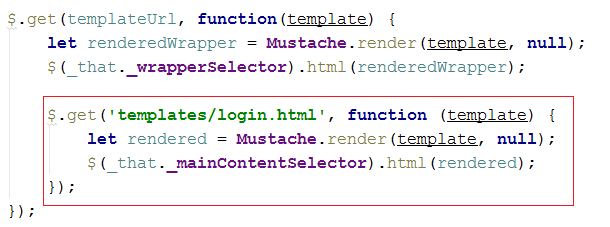 $.get(templateUrl, function(template) {
    let renderedWrapper = Mustache.render(template, null);
    $(_that._wrapperSelector).html(renderedWrapper);
    $.get('templates/login.html', function (template) {
        let rendered = Mustache.render(template, null);
        $(_that._mainContentSelector).html(rendered);
    });
});